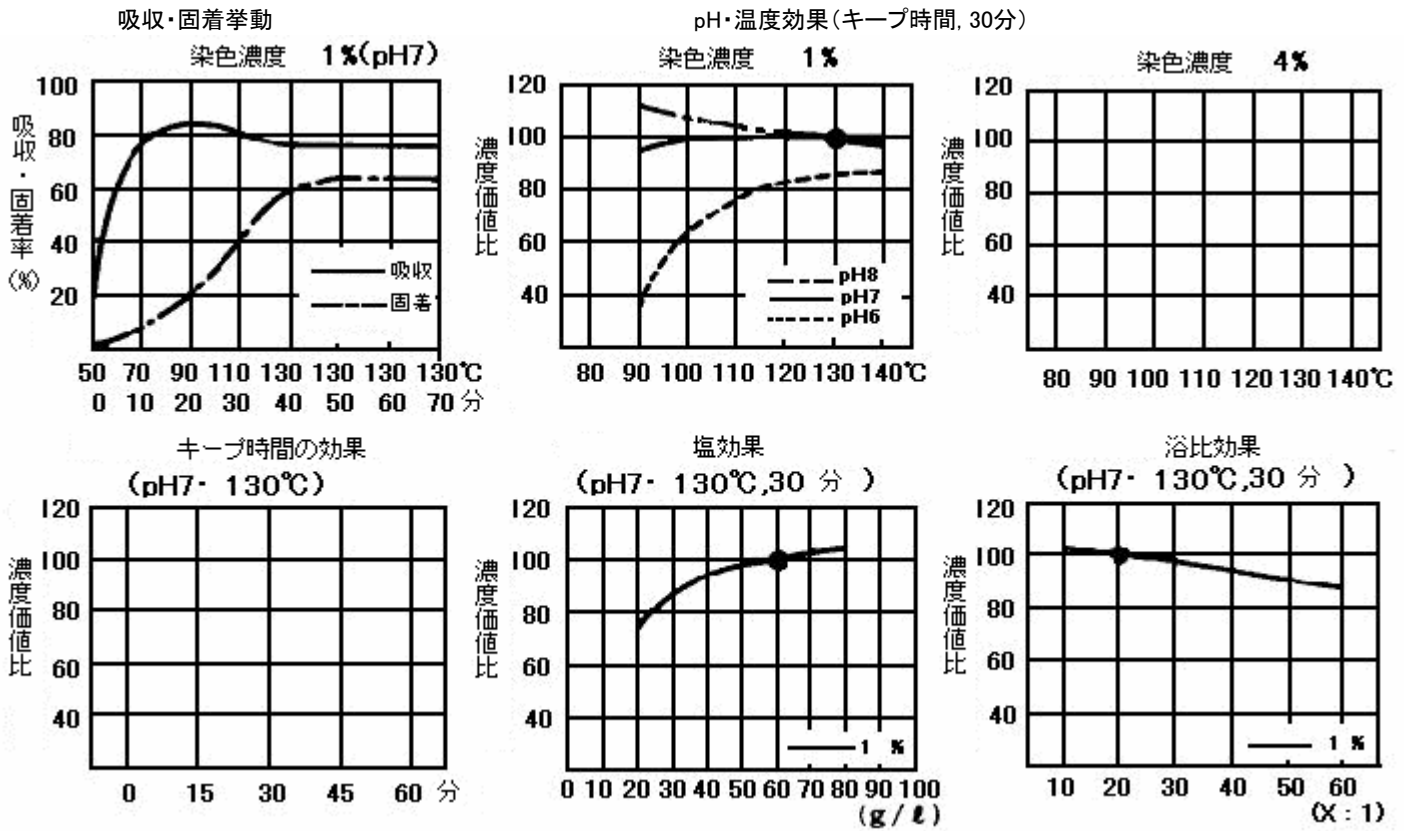 吸収・固着挙動
染色濃度 1%(pH7)
100
80
60
40
20
吸収・固着率(%)
吸収
固着
50 70 90 110 130 130 130 130℃
0 10 20 30 40 50 60 70 分
pH・温度効果(キープ時間, 30分)
染色濃度 1%
120
100
80
60
40
濃度価値比
pH8
pH7
pH6
80 90 100 110 120 130 140℃
染色濃度 4%
120
100
80
60
40
濃度価値比
80 90 100 110 120 130 140℃
キープ時間の効果
(pH7・ 130℃)
120
100
80
60
40
濃度価値比
0 15 30 45 60 分
塩効果
(pH7・ 130℃,30 分 )
120
100
80
60
40
濃度価値比
1 %
0 10 20 30 40 50 60 70 80 90 100
(g/ℓ)
浴比効果
(pH7・ 130℃,30 分 )
120
100
80
60
40
濃度価値比
1 %
10 20 30 40 50 60
(X : 1)